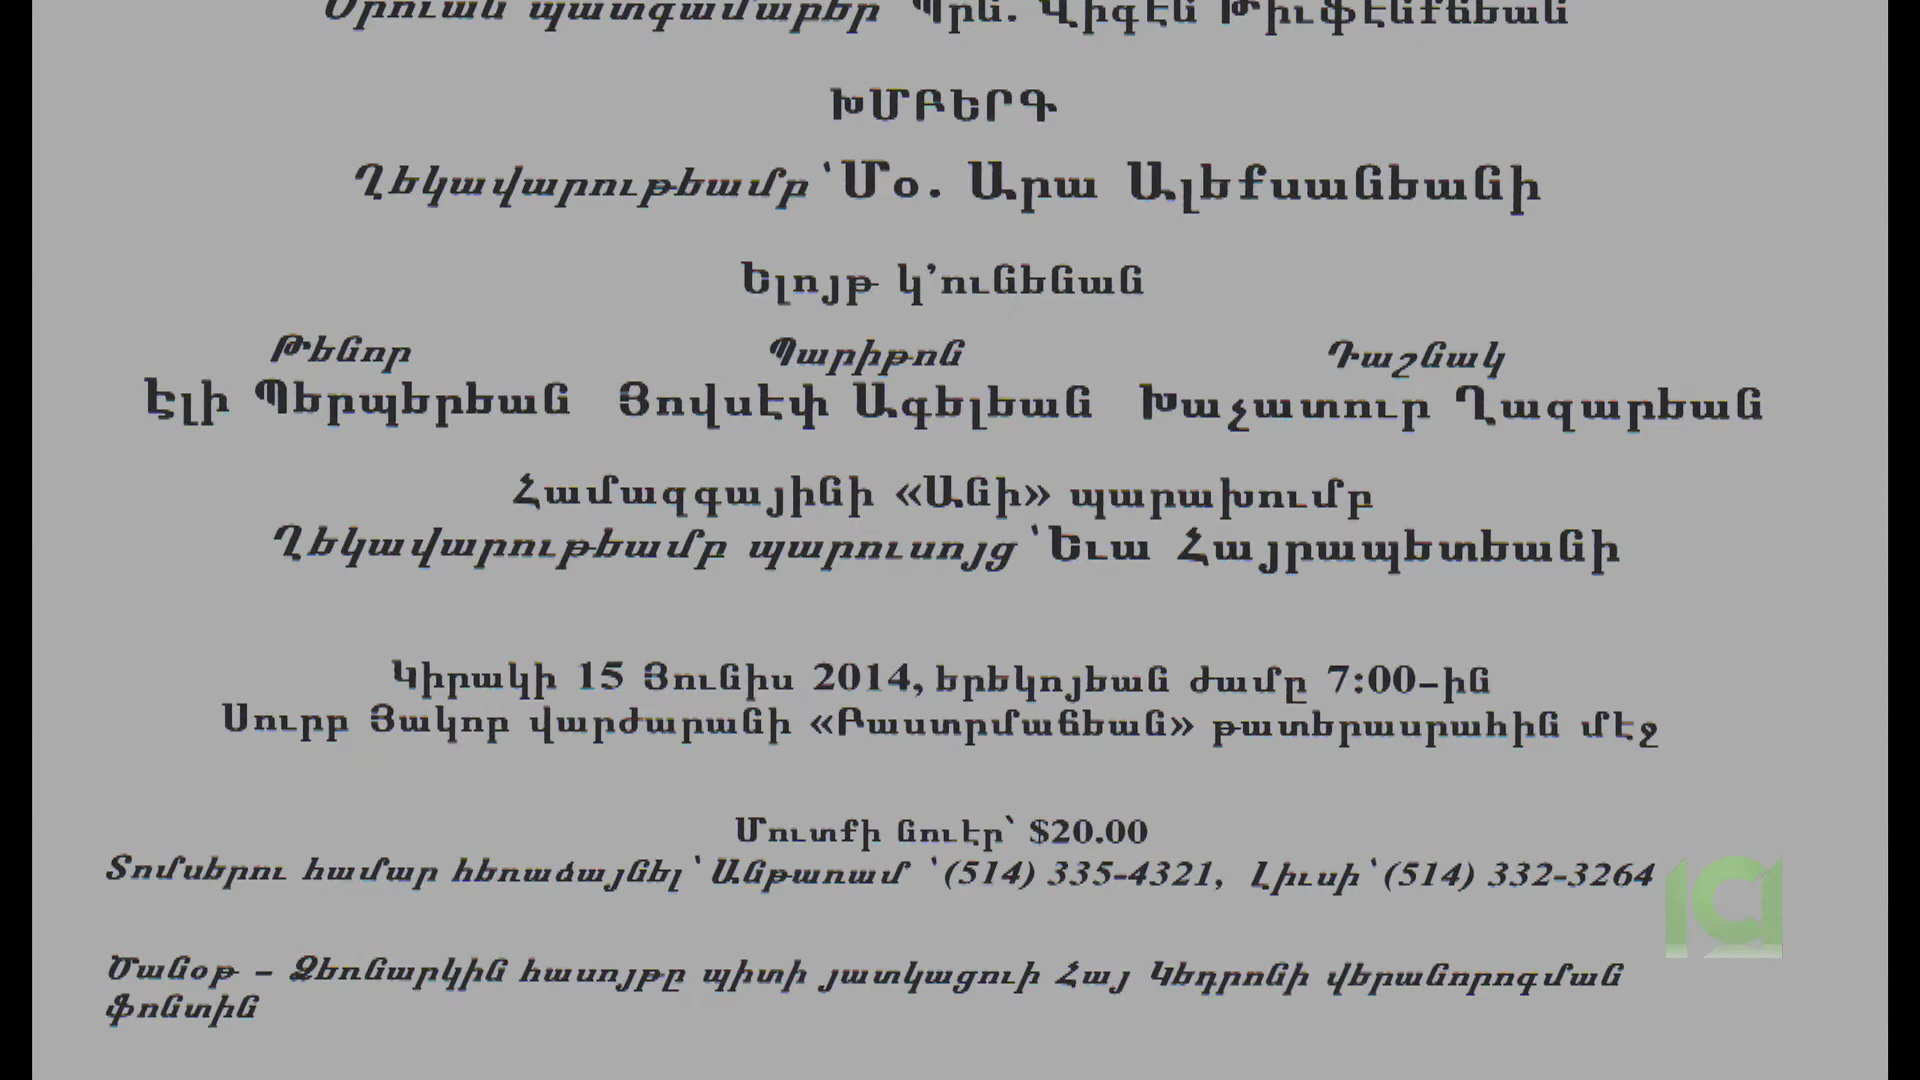 Օրուան պատգամաբեր Պրն. Վիգէն Թիւֆէնքճեան
ԽՄԲԵՐԳ
Ղեկավարութեամբ ՝Մօ. Արա Ալեքսանեանի
Ելոյթ կ՚ունենան
Թենոր Պարիթոն Դաշնակ
Էլի Պերպերեան Յովսէփ Ագելեան Խաչատուր Ղազարեան
Համազգայինի «Անի» պարախումբ
Ղեկավարութեամբ պարուսոյց ՝Եւա Հայրապետեանի
Կիրակի 15 Յունիս 2014, երեկոյեան ժամը 7:00-ին
Սուրբ Յակոբ վարժարանի «Բաստրմաճեան» թատերասրահին մէջ
Մուտքի նուէր՝ $20.00
Տոմսերու համար հեռաձայնել՝ Անթառամ ՝(514) 335-4321, Լիւսի՝(514) 332-3264
Ծանօթ - Ձեռնարկին հասոյթը պիտի յատկացուի Հայ Կեդրոնի վերանորոգման
ֆոնտին
ICI